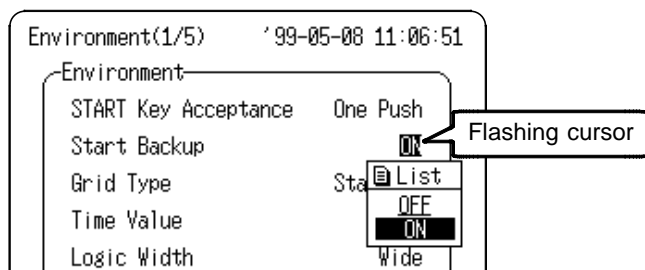 Environment(1/5) '99-05-08 11:06:51
Environment
START Key Acceptance One Push
Start Backup ON
Flashing cursor
Grid Type Sta
List
OFF
Time Value
ON
Logic Width Wide